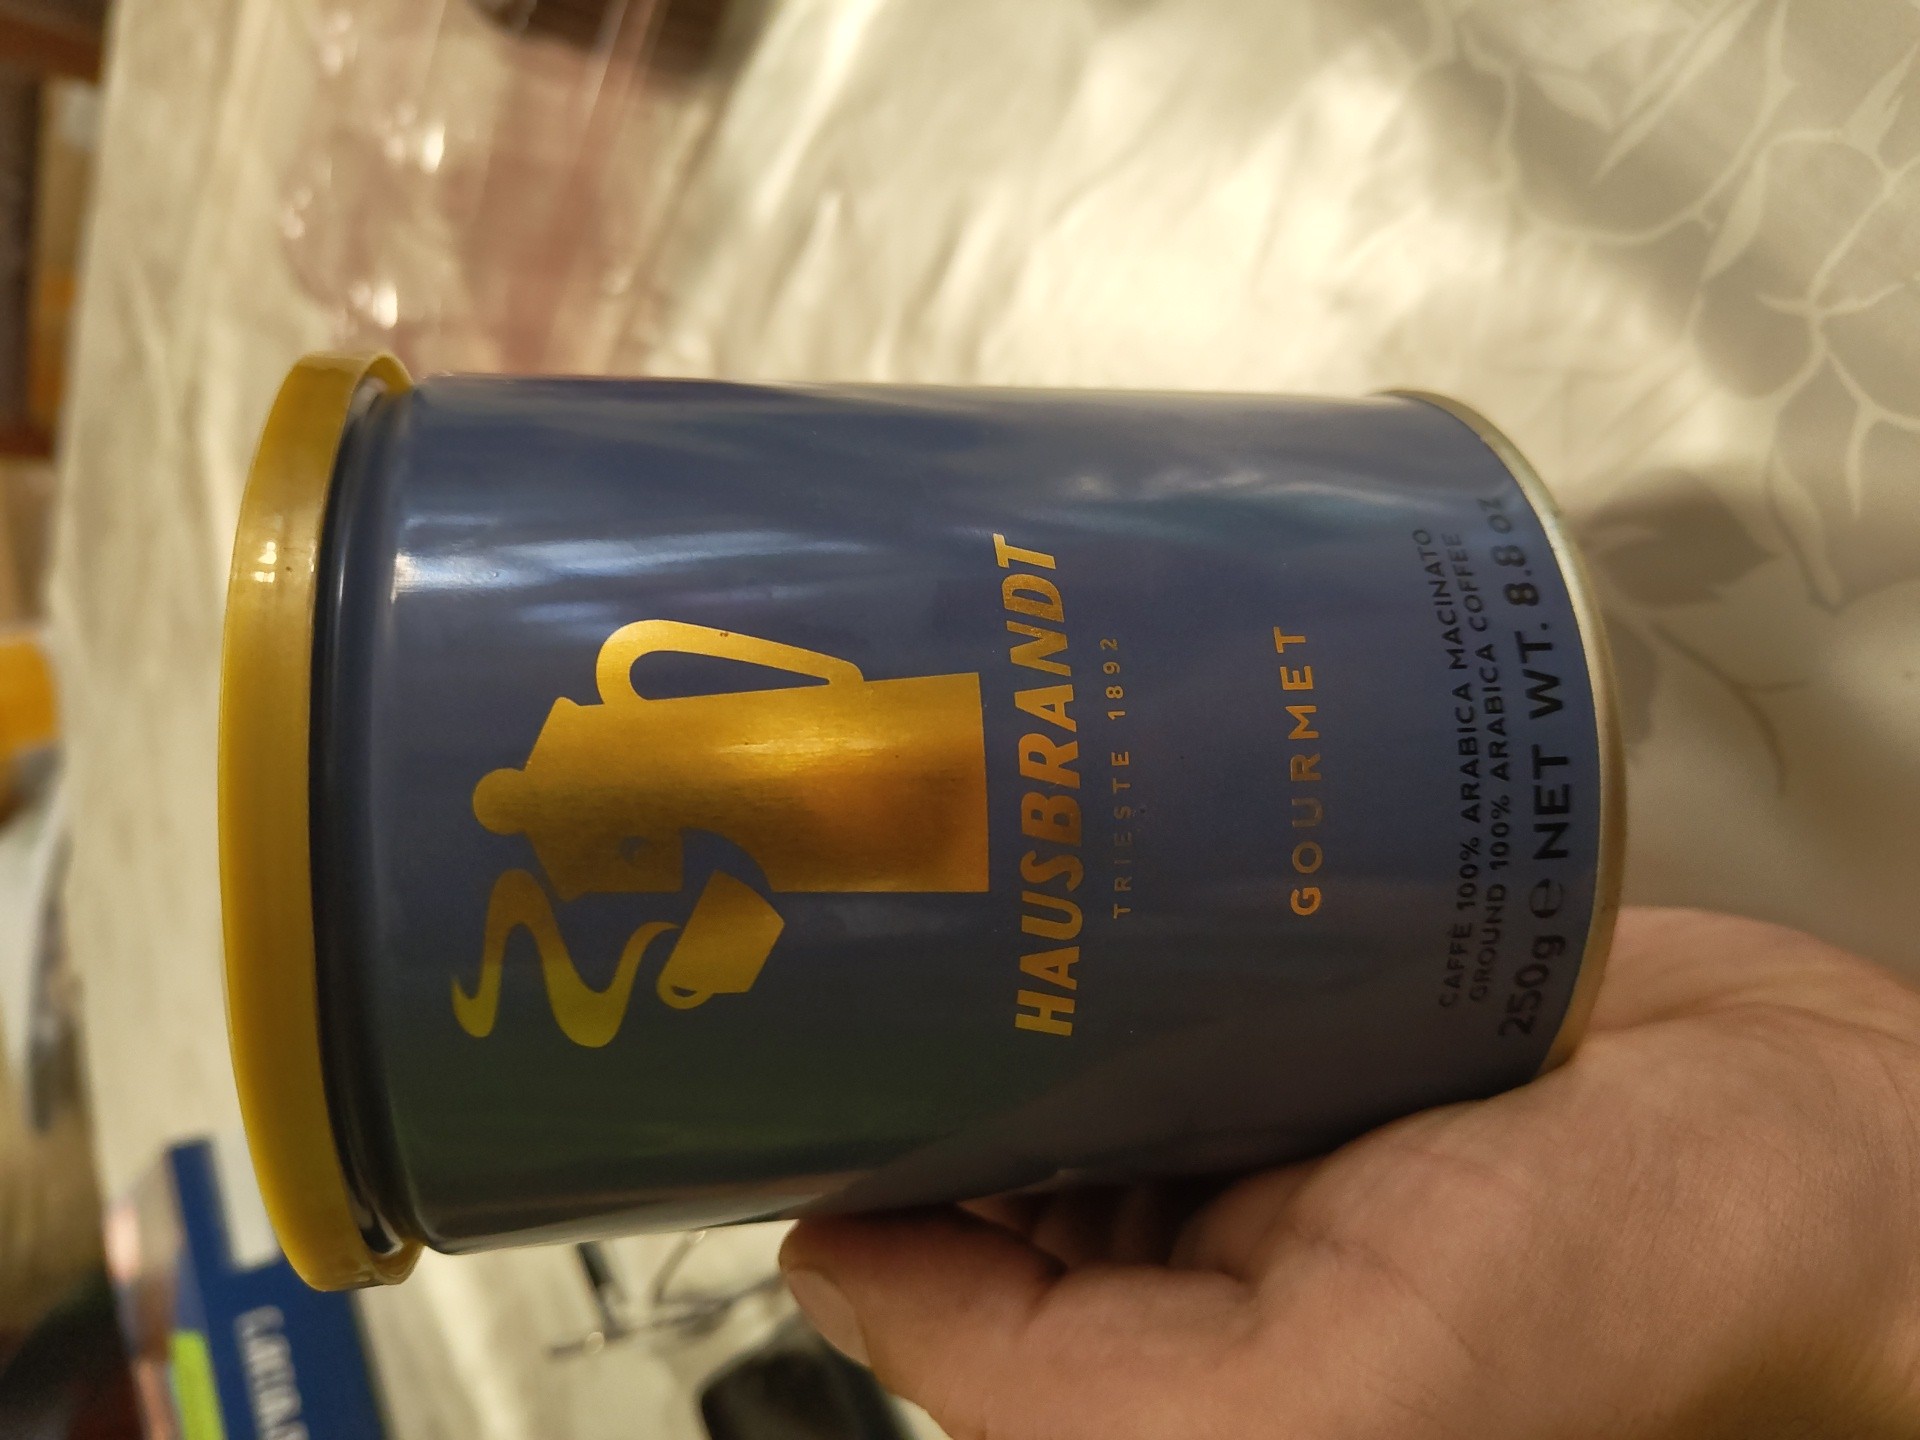 HAUSBRANDT
TRIESTE 1892
GOURMET
CAFFÈ 100% ARABICA MACINATO
GROUND 100% ARABICA COFFEE
250g ℮ NET WT. 8.8 oz